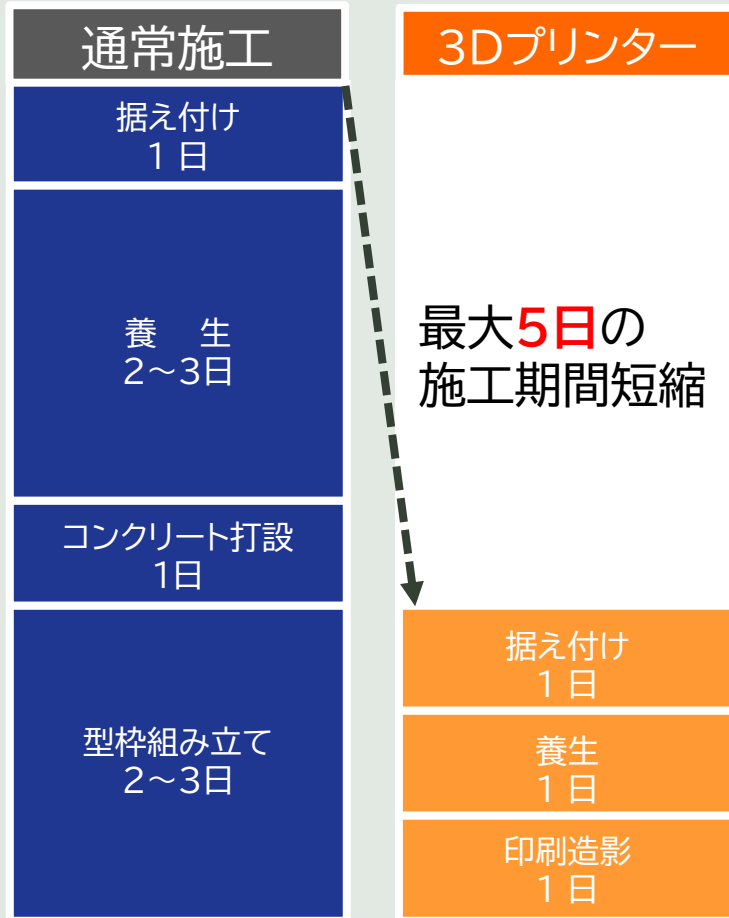 通常施工
据え付け
1日
養　生
2～3日
コンクリート打設
1日
型枠組み立て
2～3日
3Dプリンター
最大5日の
施工期間短縮
据え付け
1日
養生
1日
印刷造影
1日